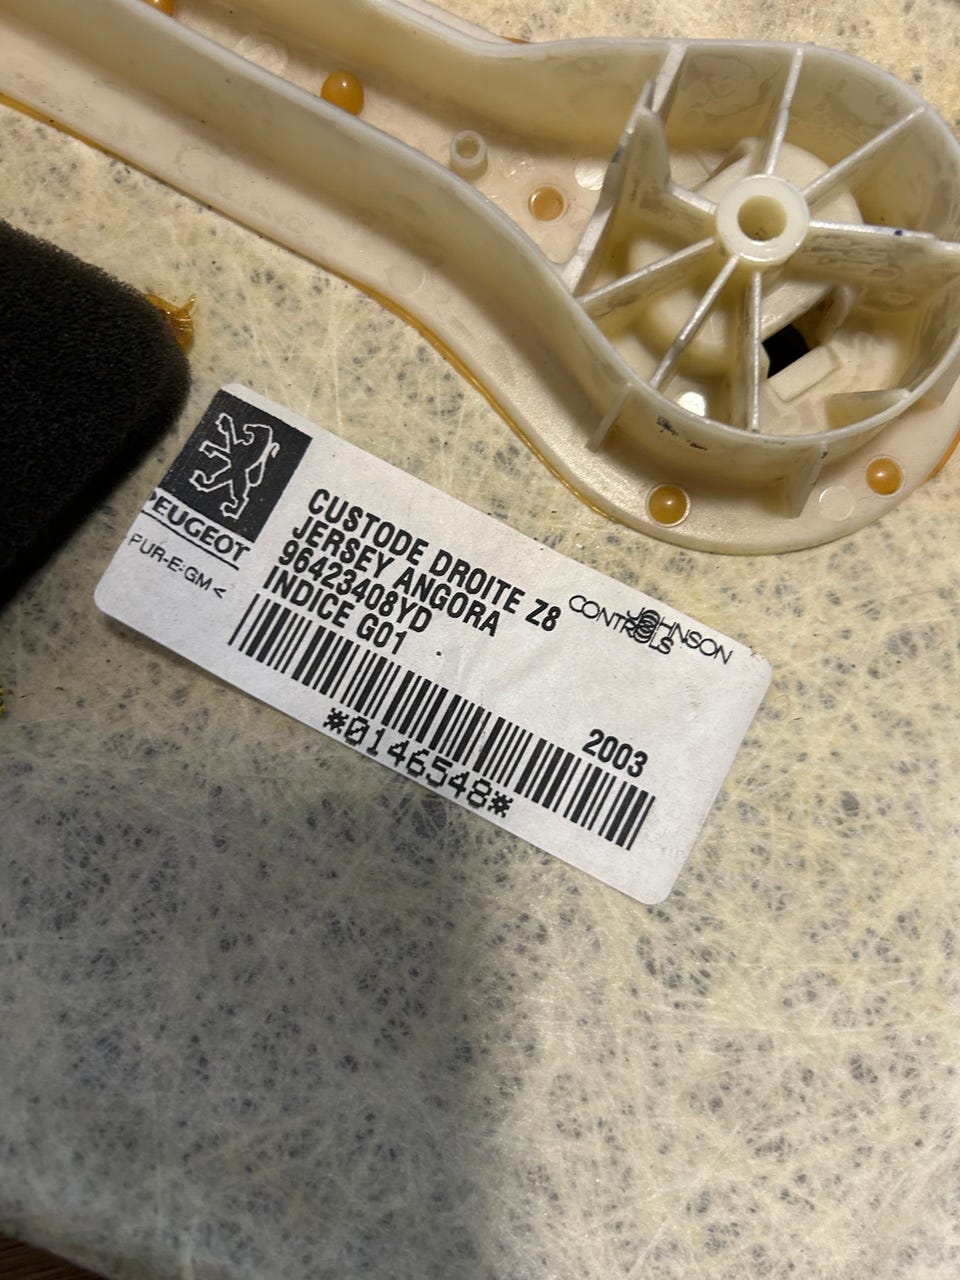 PEUGEOT
PUR-E-GM <
CUSTODE DROITE Z8
JERSEY ANGORA
96423408YD
INDICE G01
JOHNSON
CONTROLS
2003
*0146548*